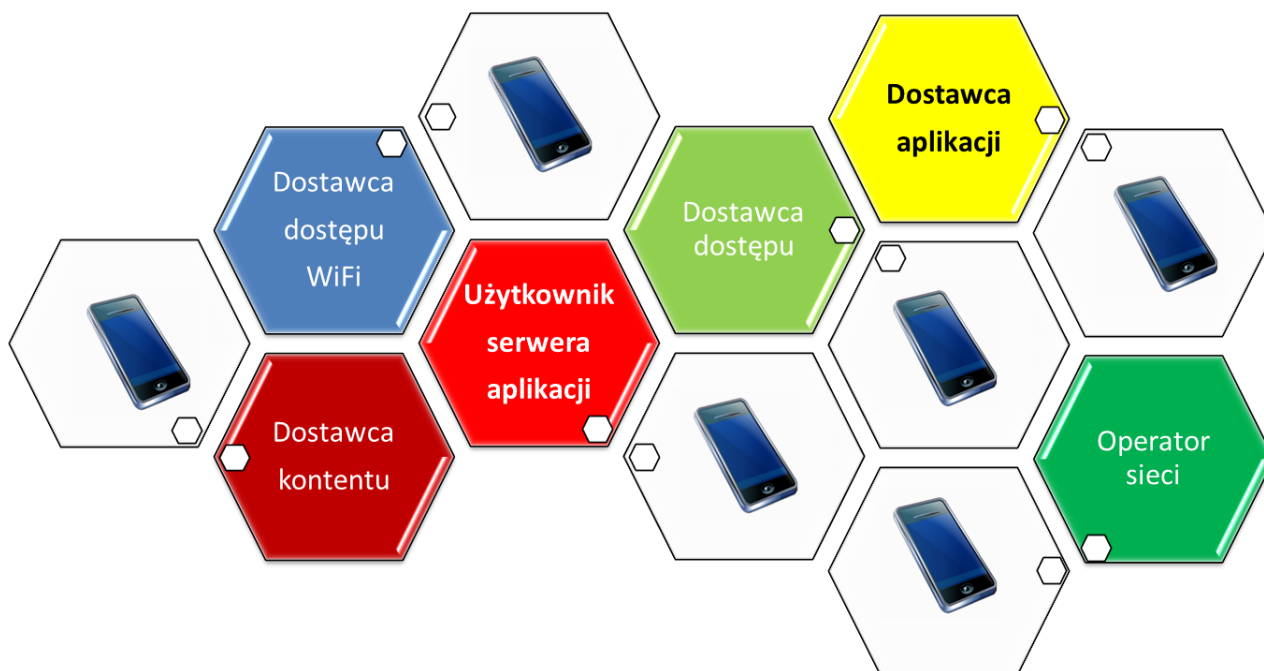 Dostawca
dostępu
WiFi
Dostawca
kontentu
Użytkownik
serwera
aplikacji
Dostawca
dostępu
Dostawca
aplikacji
Operator
sieci